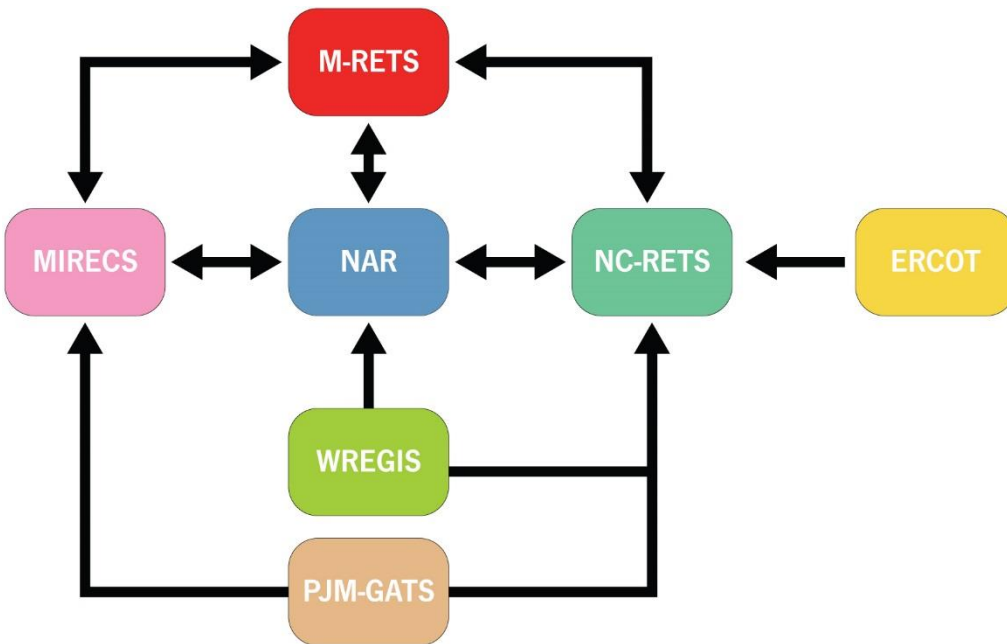 M-RETS
MIRECS
NAR
NC-RETS
ERCOT
WREGIS
PJM-GATS